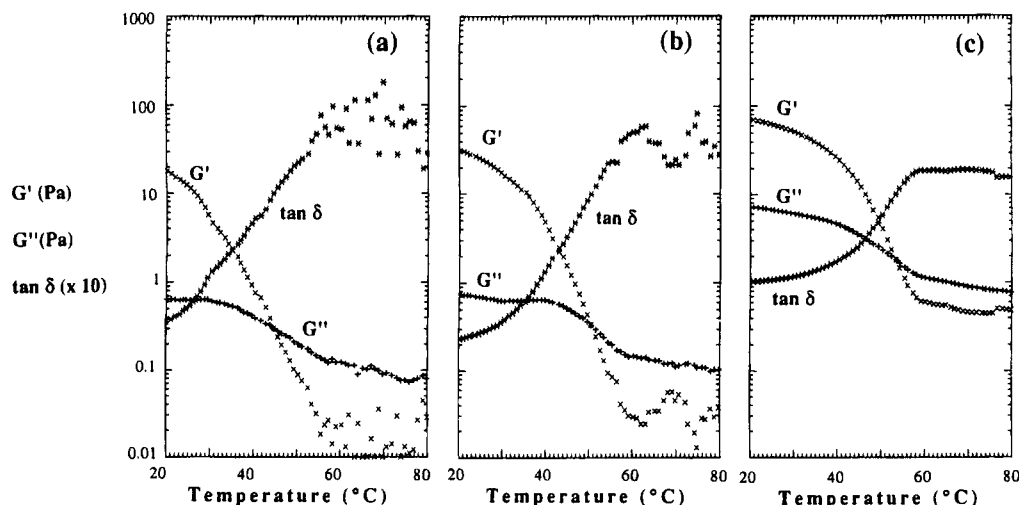 1000
100
10
1
0.1
0.01
G' (Pa)
G''(Pa)
tan δ (x 10)
(a)
G'
tan δ
G''
20 40 60 80
Temperature (°C)
(b)
G'
tan δ
G''
20 40 60 80
Temperature (°C)
(c)
G'
G''
tan δ
20 40 60 80
Temperature (°C)